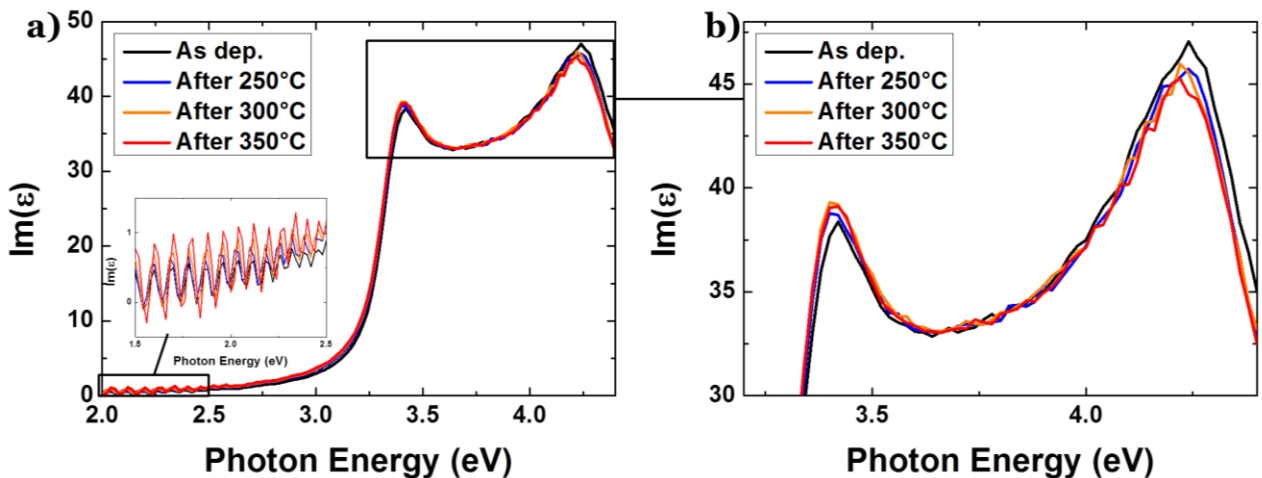 a)
50
40
30
20
10
0
Im(ε)
As dep.
After 250°C
After 300°C
After 350°C
1
0
Im(ε)
1.5 2.0 2.5
Photon Energy (eV)
2.0 2.5 3.0 3.5 4.0
Photon Energy (eV)
b)
45
40
35
30
Im(ε)
As dep.
After 250°C
After 300°C
After 350°C
3.5 4.0
Photon Energy (eV)